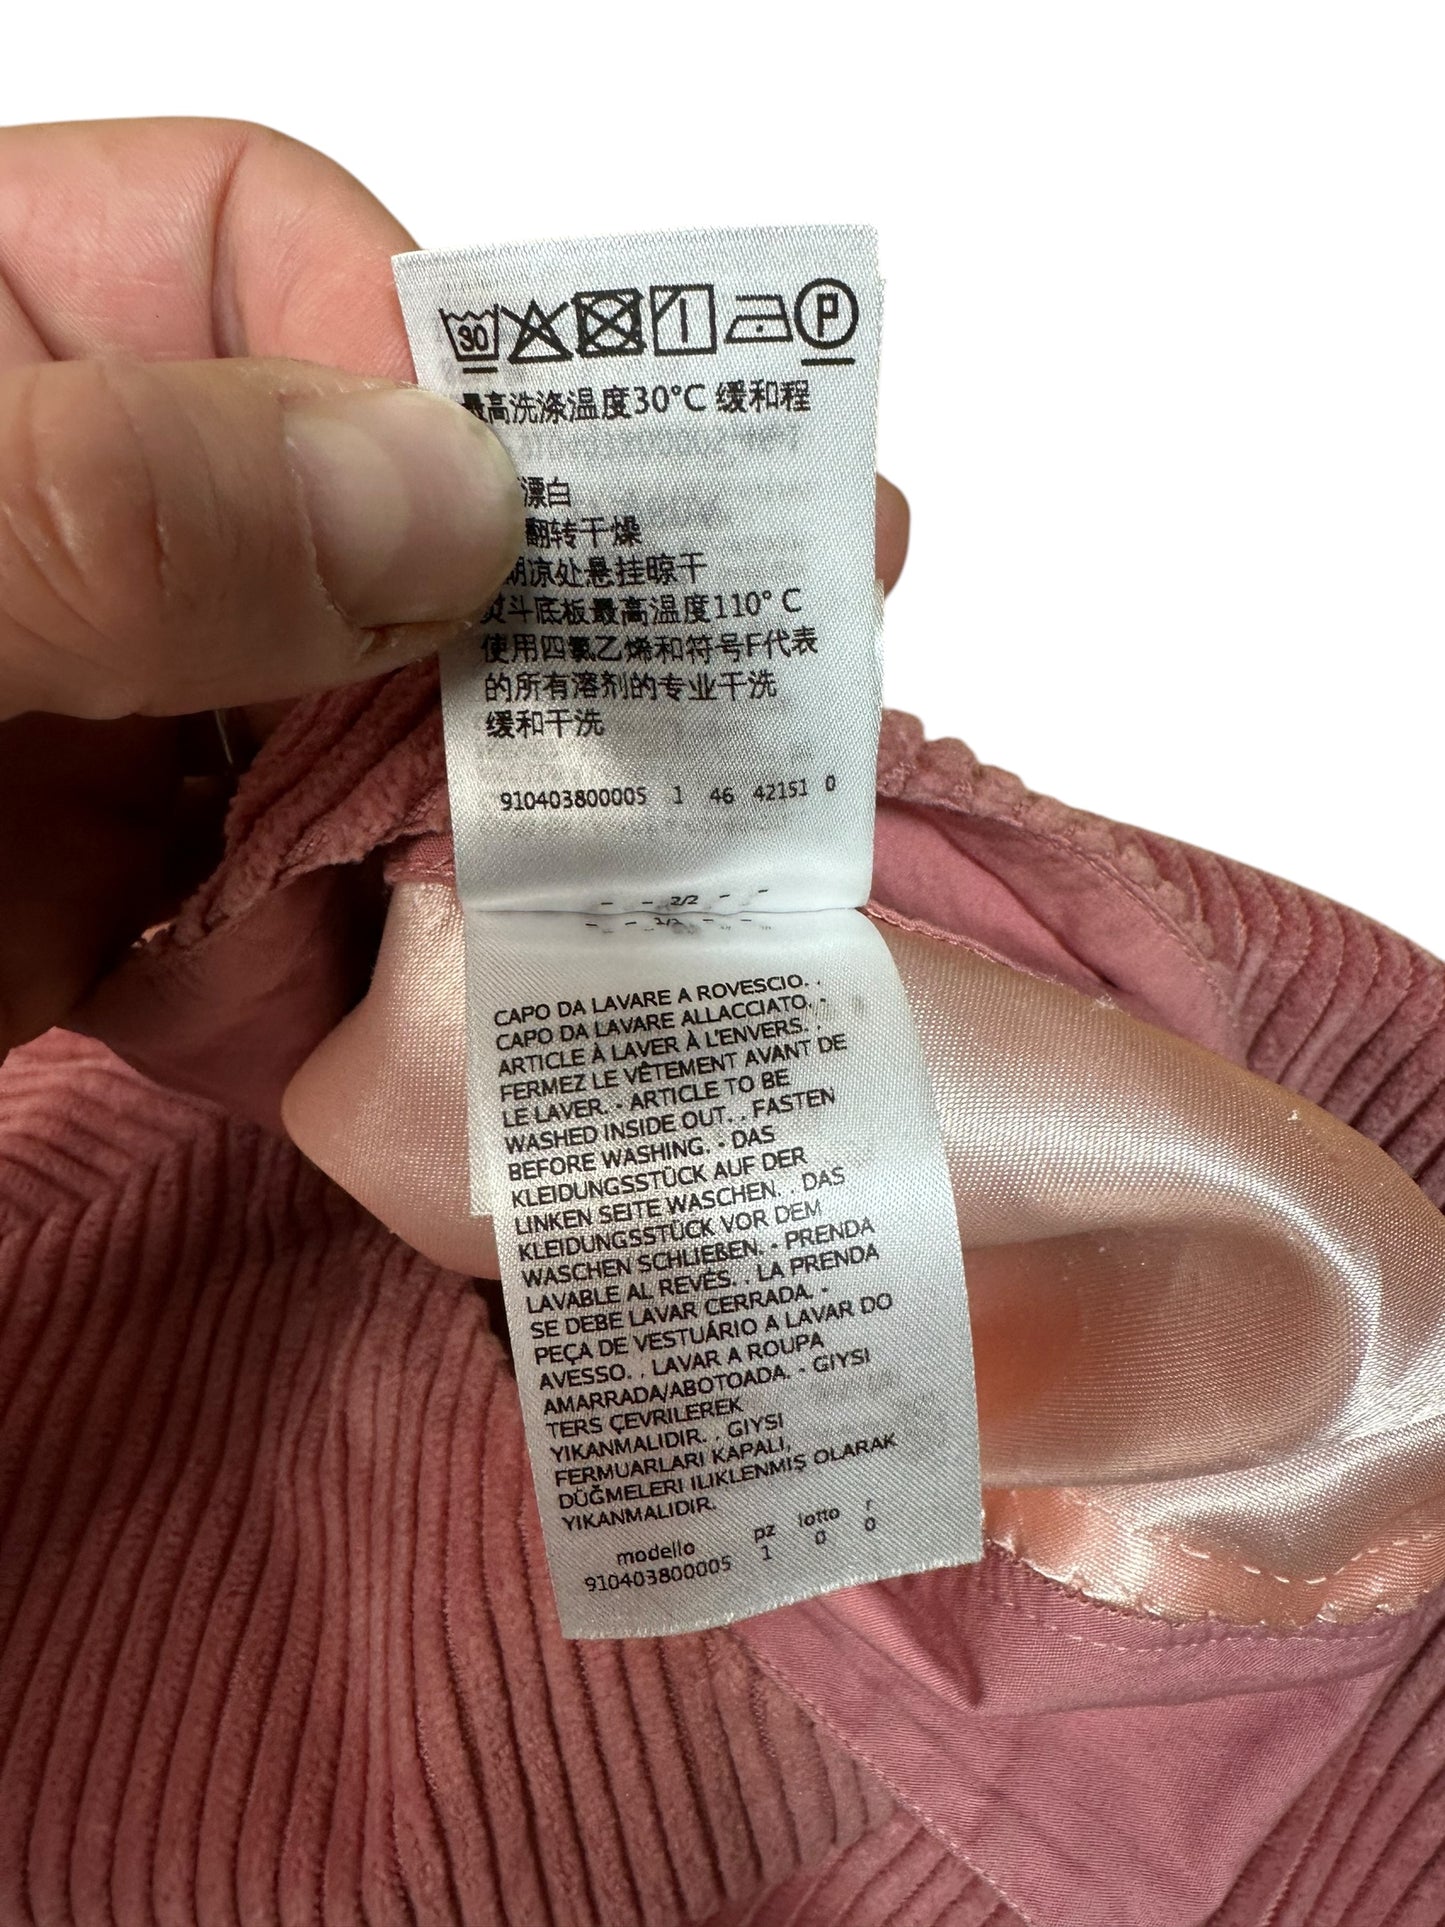 30 P
最高洗涤温度30°C 缓和程
漂白
翻转干燥
凉处悬挂晾干
熨斗底板最高温度110°C
使用四氯乙烯和符号F代表
的所有溶剂的专业干洗
缓和干洗
910403800005 1 46 42151 0
- - 2/2 - -
CAPO DA LAVARE A ROVESCIO. .
CAPO DA LAVARE ALLACCIATO. -
ARTICLE À LAVER À L'ENVERS. .
FERMEZ LE VÊTEMENT AVANT DE
LE LAVER. - ARTICLE TO BE
WASHED INSIDE OUT. . FASTEN
BEFORE WASHING. - DAS
KLEIDUNGSSTÜCK AUF DER
LINKEN SEITE WASCHEN. . DAS
KLEIDUNGSSTÜCK VOR DEM
WASCHEN SCHLIEßEN. - PRENDA
LAVABLE AL REVÉS. . LA PRENDA
SE DEBE LAVAR CERRADA. -
PEÇA DE VESTUÁRIO A LAVAR DO
AVESSO. . LAVAR A ROUPA
AMARRADA/ABOTOADA. - GIYSI
TERS ÇEVRILEREK
YIKANMALIDIR. . GIYSI
FERMUARLARI KAPALI,
DÜĞMELERI ILIKLENMIŞ OLARAK
YIKANMALIDIR.
modello pz lotto r
910403800005 1 0 0